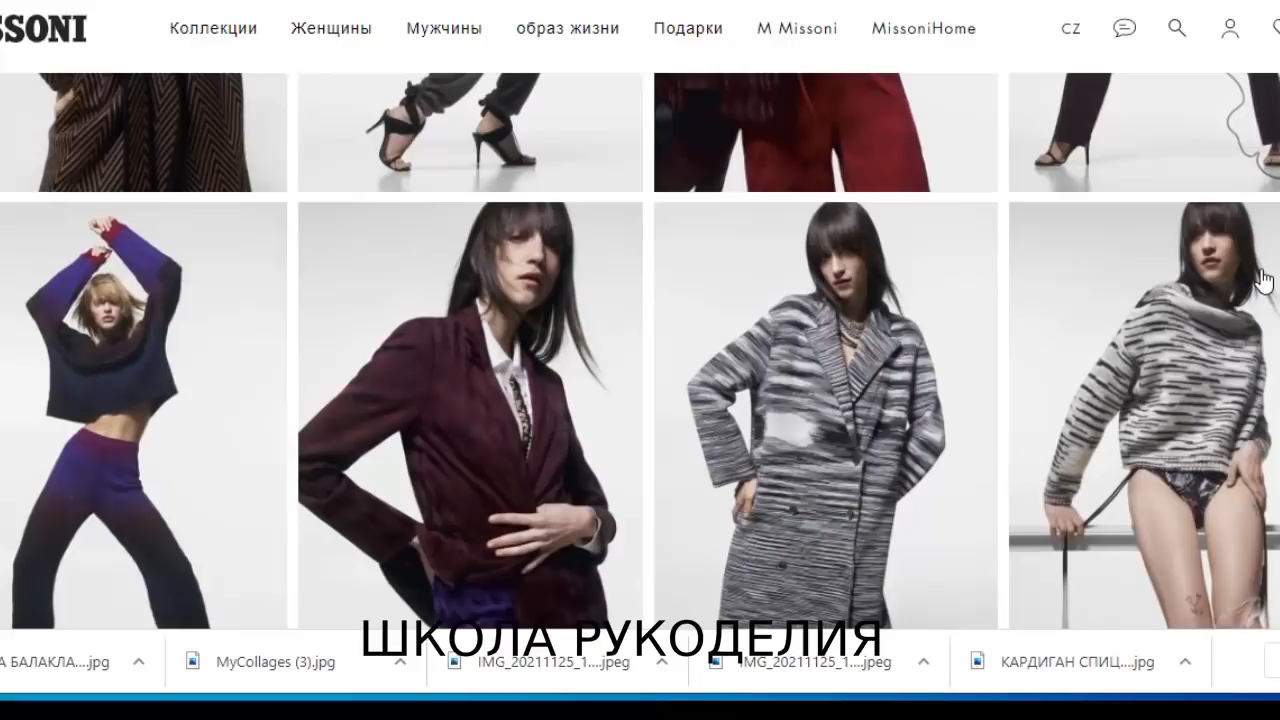 SSONI Коллекции Женщины Мужчины образ жизни Подарки M Missoni MissoniHome CZ
ШКОЛА РУКОДЕЛИЯ
А БАЛАКЛА....jpg MyCollages (3).jpg IMG_20211125_1....jpeg IMG_20211125_1....jpeg КАРДИГАН СПИЦ....jpg